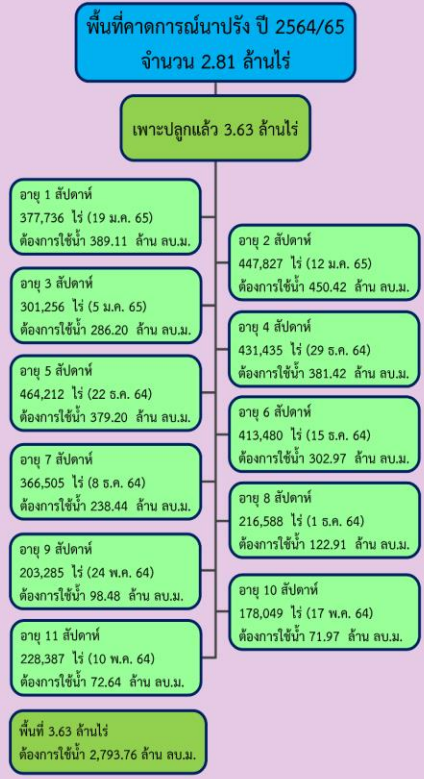 พื้นที่คาดการณ์นาปรัง ปี 2564/65
จำนวน 2.81 ล้านไร่
เพาะปลูกแล้ว 3.63 ล้านไร่
อายุ 1 สัปดาห์
377,736 ไร่ (19 ม.ค. 65)
ต้องการใช้น้ำ 389.11 ล้าน ลบ.ม.
อายุ 2 สัปดาห์
447,827 ไร่ (12 ม.ค. 65)
ต้องการใช้น้ำ 450.42 ล้าน ลบ.ม.
อายุ 3 สัปดาห์
301,256 ไร่ (5 ม.ค. 65)
ต้องการใช้น้ำ 286.20 ล้าน ลบ.ม.
อายุ 4 สัปดาห์
431,435 ไร่ (29 ธ.ค. 64)
ต้องการใช้น้ำ 381.42 ล้าน ลบ.ม.
อายุ 5 สัปดาห์
464,212 ไร่ (22 ธ.ค. 64)
ต้องการใช้น้ำ 379.20 ล้าน ลบ.ม.
อายุ 6 สัปดาห์
413,480 ไร่ (15 ธ.ค. 64)
ต้องการใช้น้ำ 302.97 ล้าน ลบ.ม.
อายุ 7 สัปดาห์
366,505 ไร่ (8 ธ.ค. 64)
ต้องการใช้น้ำ 238.44 ล้าน ลบ.ม.
อายุ 8 สัปดาห์
216,588 ไร่ (1 ธ.ค. 64)
ต้องการใช้น้ำ 122.91 ล้าน ลบ.ม.
อายุ 9 สัปดาห์
203,285 ไร่ (24 พ.ค. 64)
ต้องการใช้น้ำ 98.48 ล้าน ลบ.ม.
อายุ 10 สัปดาห์
178,049 ไร่ (17 พ.ค. 64)
ต้องการใช้น้ำ 71.97 ล้าน ลบ.ม.
อายุ 11 สัปดาห์
228,387 ไร่ (10 พ.ค. 64)
ต้องการใช้น้ำ 72.64 ล้าน ลบ.ม.
พื้นที่ 3.63 ล้านไร่
ต้องการใช้น้ำ 2,793.76 ล้าน ลบ.ม.